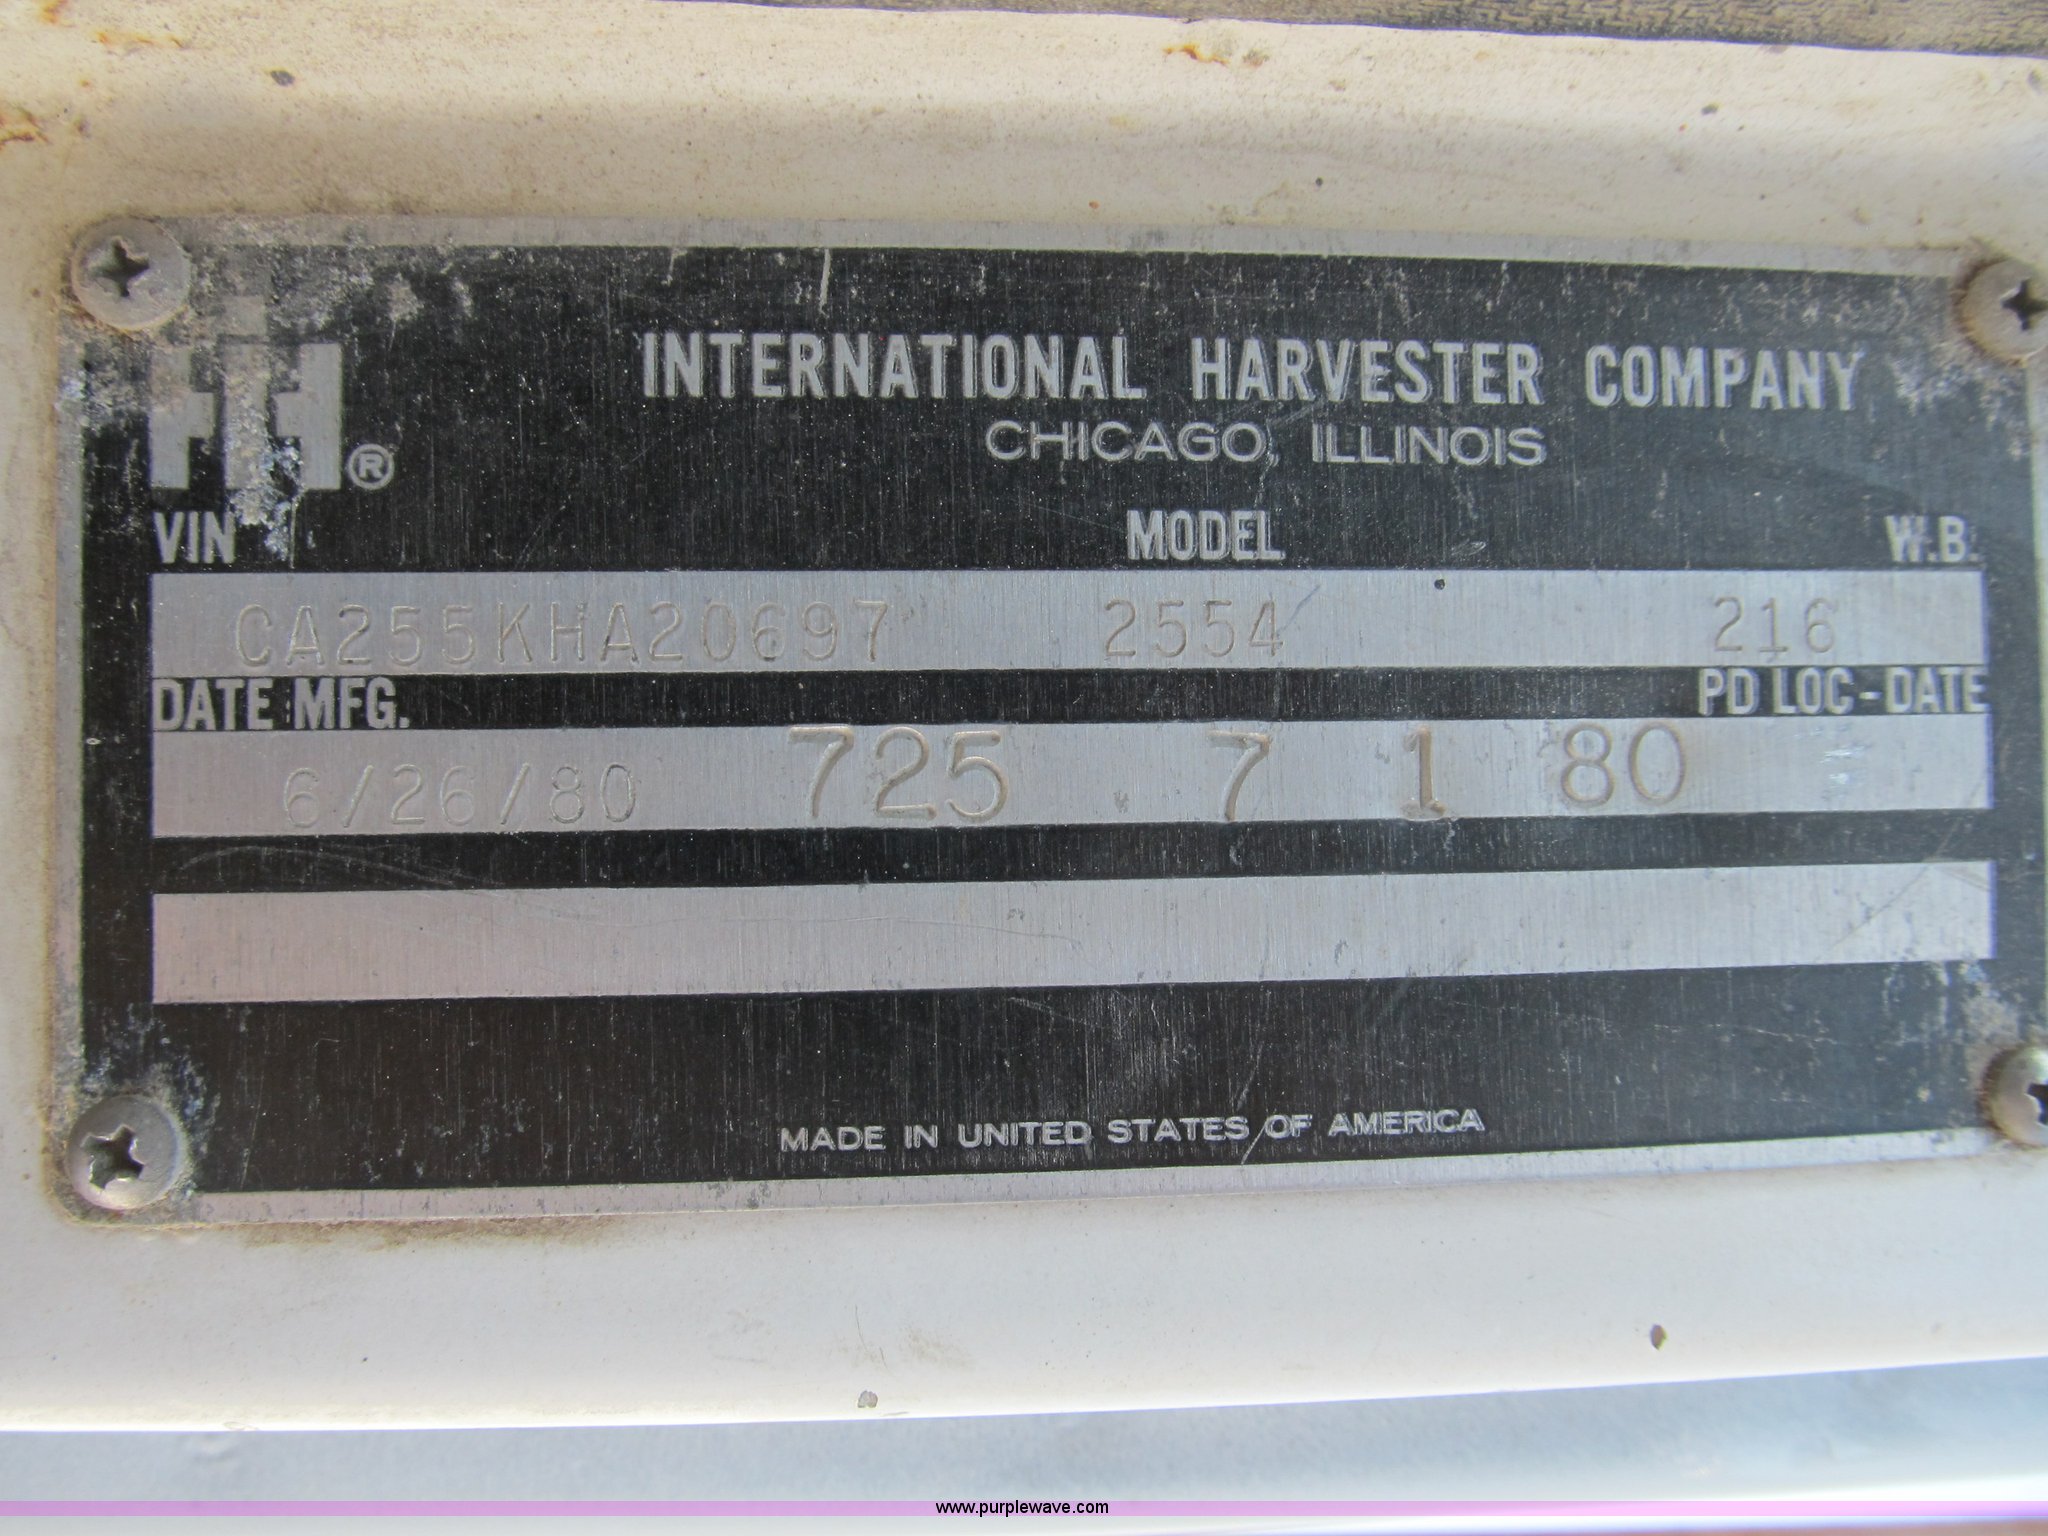 INTERNATIONAL HARVESTER COMPANY
CHICAGO, ILLINOIS
VIN MODEL W.B.
CA255KHA20697 2554 216
DATE MFG. PD LOC-DATE
6/26/80 725 7 1 80
MADE IN UNITED STATES OF AMERICA
www.purplewave.com